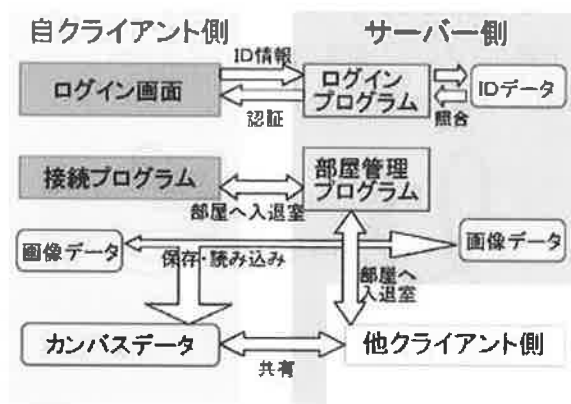 自クライアント側
サーバー側
ID情報
ログイン画面
ログイン
プログラム
IDデータ
認証
照合
接続プログラム
部屋管理
プログラム
部屋へ入退室
画像データ
保存・読み込み
画像データ
部屋へ
入退室
カンバスデータ
他クライアント側
共有